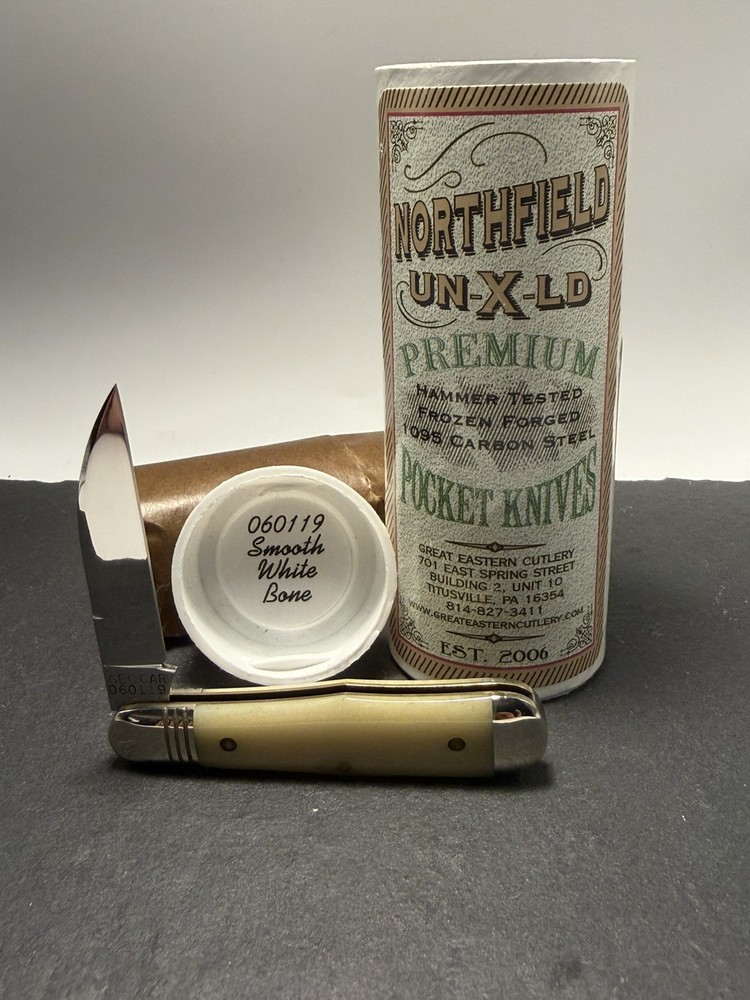 NORTHFIELD
UN-X-LD
PREMIUM
HAMMER TESTED
FROZEN FORGED
1095 CARBON STEEL
POCKET KNIVES
GREAT EASTERN CUTLERY
701 EAST SPRING STREET
BUILDING 2, UNIT 10
TITUSVILLE, PA 16354
814-827-3411
WWW.GREATEASTERNCUTLERY.COM
EST. 2006
060119
Smooth
White
Bone
060119